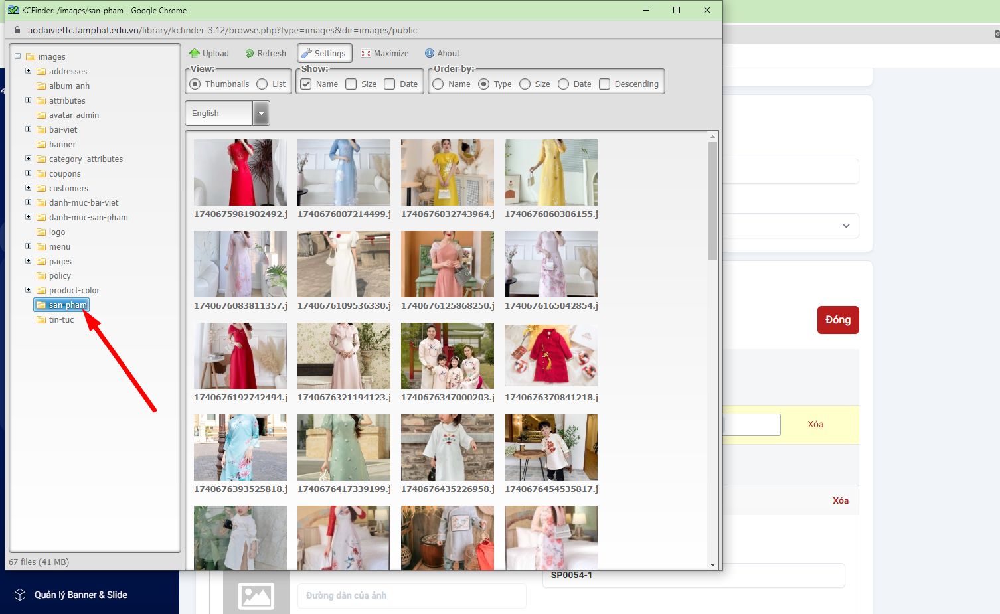 KCFinder: /images/san-pham - Google Chrome
aodaiviettc.tamphat.edu.vn/library/kcfinder-3.12/browse.php?type=images&dir=images/public
images
addresses
album-anh
attributes
avatar-admin
bai-viet
banner
category_attributes
coupons
customers
danh-muc-bai-viet
danh-muc-san-pham
logo
menu
pages
policy
product-color
san-pham
tin-tuc
67 files (41 MB)
Upload Refresh Settings Maximize About
View: Show: Order by:
Thumbnails List Name Size Date Name Type Size Date Descending
English
1740675981902492.j 1740676007214499.j 1740676032743964.j 1740676060306155.j
1740676083811357.j 1740676109536330.j 1740676125868250.j 1740676165042854.j
1740676192742494.j 1740676321194123.j 1740676347000203.j 1740676370841218.j
1740676393525818.j 1740676417339199.j 1740676435226958.j 1740676454535817.j
Đóng
Xóa
Xóa
SP0054-1
Đường dẫn của ảnh
Quản lý Banner & Slide